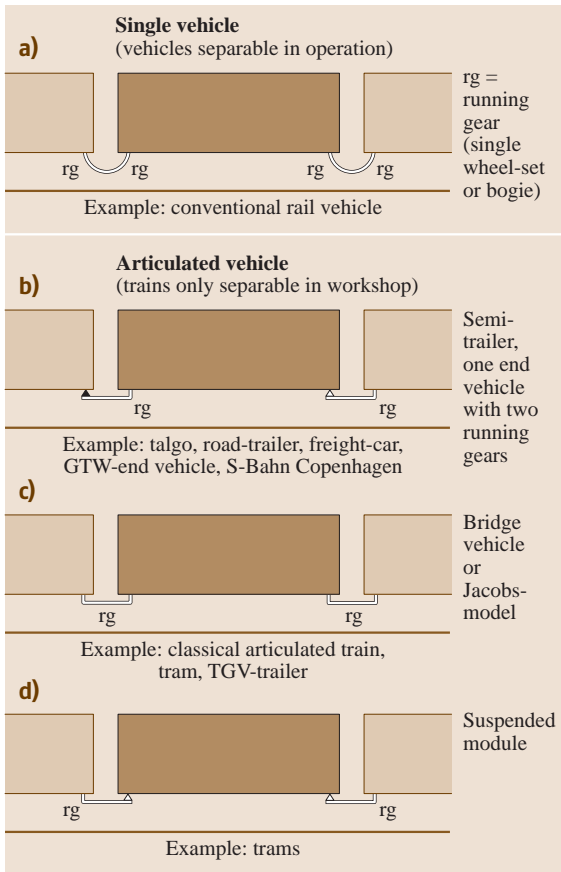 a)
Single vehicle
(vehicles separable in operation)
rg rg rg rg
rg =
running
gear
(single
wheel-set
or bogie)
Example: conventional rail vehicle
b)
Articulated vehicle
(trains only separable in workshop)
rg rg
Semi-
trailer,
one end
vehicle
with two
running
gears
Example: talgo, road-trailer, freight-car,
GTW-end vehicle, S-Bahn Copenhagen
c)
rg rg
Bridge
vehicle
or
Jacobs-
model
Example: classical articulated train,
tram, TGV-trailer
d)
rg rg
Suspended
module
Example: trams